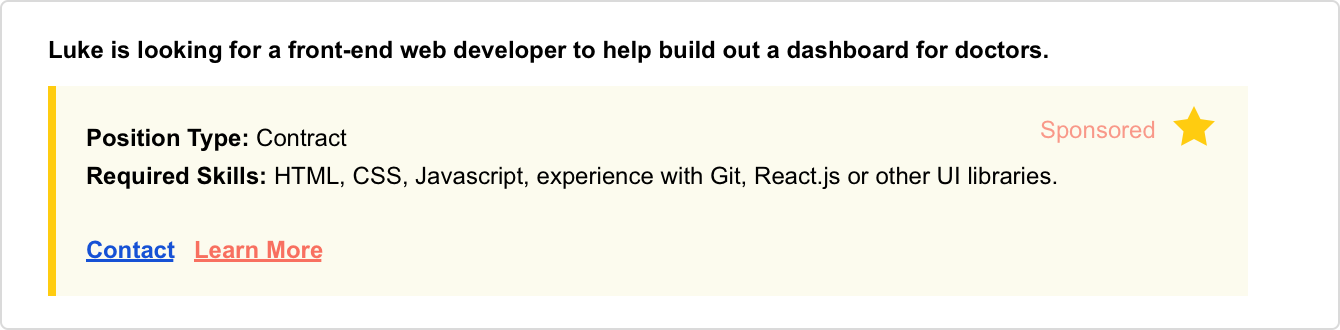 Luke is looking for a front-end web developer to help build out a dashboard for doctors.
Sponsored
Position Type: Contract
Required Skills: HTML, CSS, Javascript, experience with Git, React.js or other UI libraries.
Contact Learn More